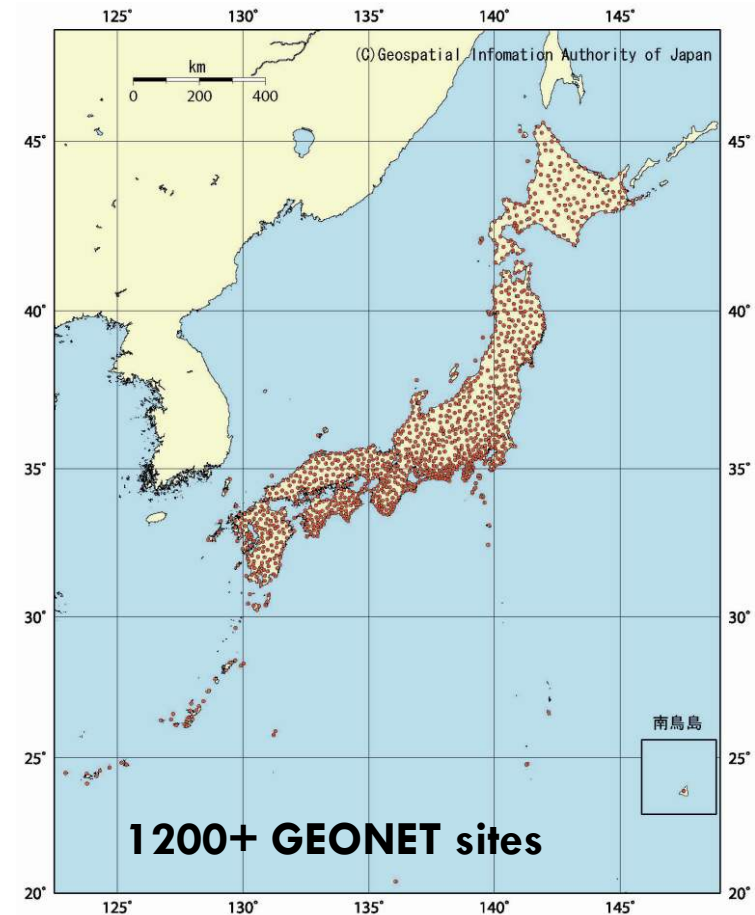 125° 130° 135° 140° 145°
(C)Geospatial Infomation Authority of Japan
km
0 200 400
45° 45°
40° 40°
35° 35°
30° 30°
南鳥島
25° 25°
1200+ GEONET sites
20° 20°
125° 130° 135° 140° 145°